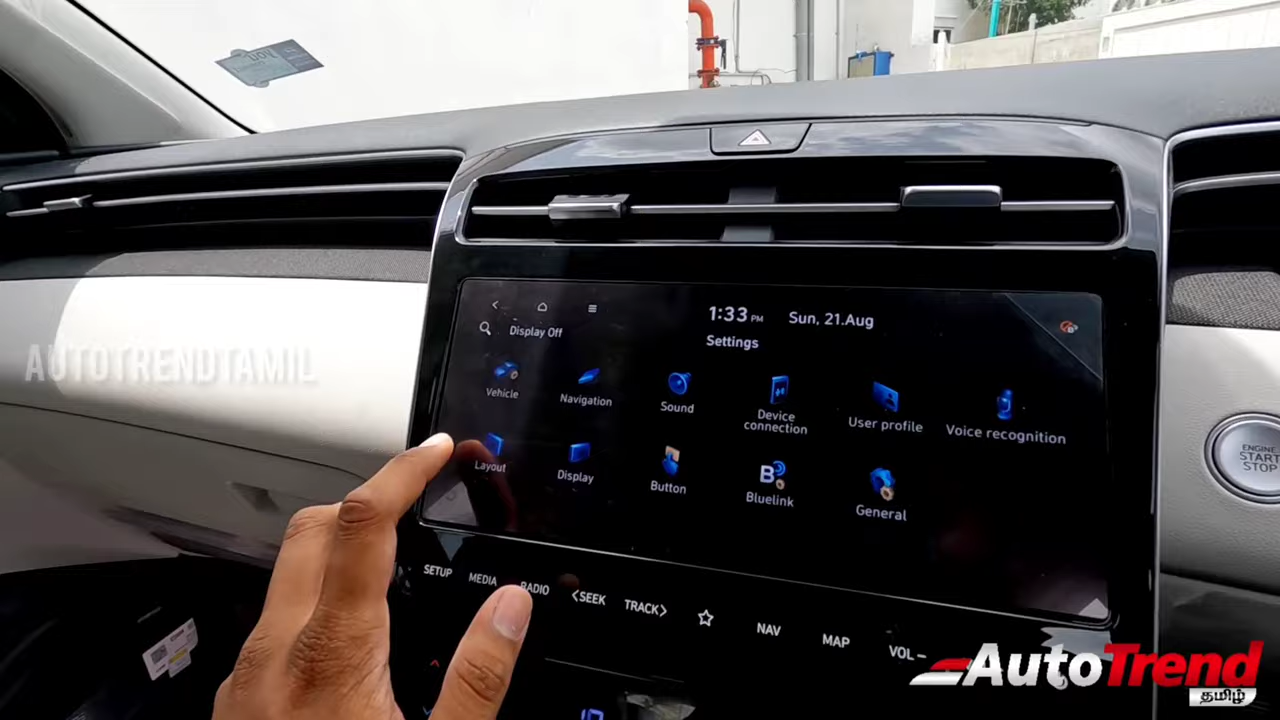 1:33 PM Sun, 21.Aug
Display Off
Settings
Vehicle
Navigation
Sound
Device connection
User profile
Voice recognition
Layout
Display
Button
Bluelink
General
SETUP
MEDIA
RADIO
<SEEK
TRACK>
NAV
MAP
VOL –
ENGINE
START
STOP
AUTOTRENDTAMIL
AutoTrend
தமிழ்